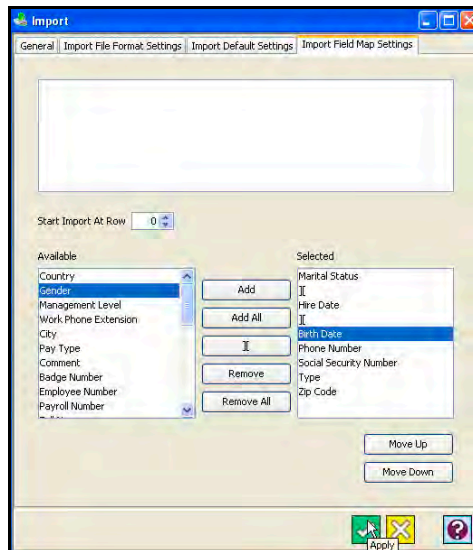 Import
General Import File Format Settings Import Default Settings Import Field Map Settings
Start Import At Row 0
Available
Country
Gender
Management Level
Work Phone Extension
City
Pay Type
Comment
Badge Number
Employee Number
Payroll Number
Add
Add All
][
Remove
Remove All
Selected
Marital Status
][
Hire Date
][
Birth Date
Phone Number
Social Security Number
Type
Zip Code
Move Up
Move Down
Apply